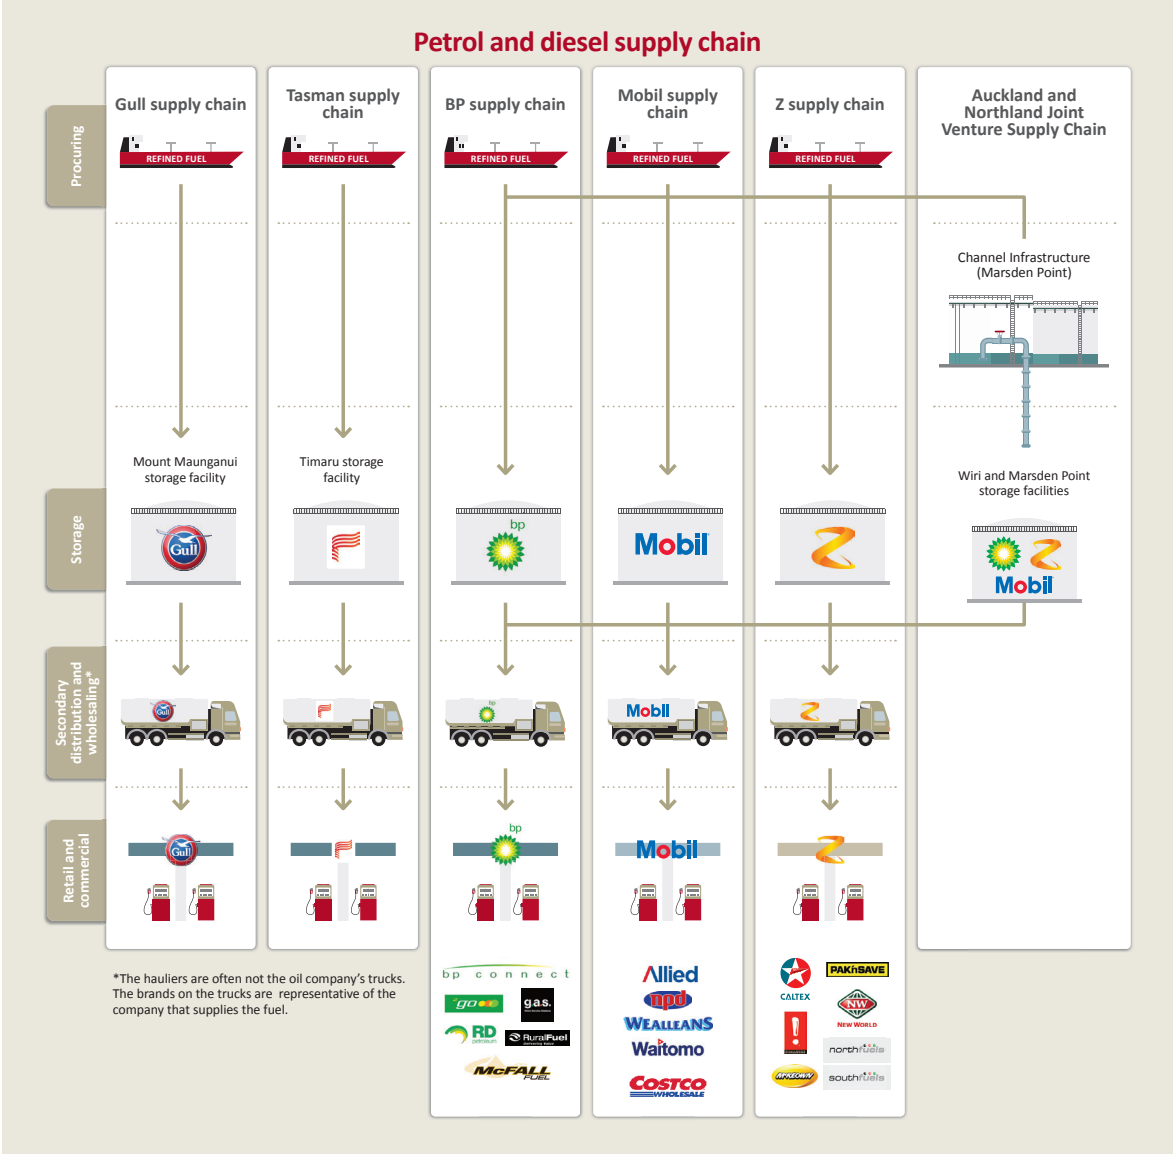 Petrol and diesel supply chain
Gull supply chain
Tasman supply
chain
BP supply chain
Mobil supply
chain
Z supply chain
Auckland and
Northland Joint
Venture Supply Chain
Procuring
REFINED FUEL
REFINED FUEL
REFINED FUEL
REFINED FUEL
REFINED FUEL
Channel Infrastructure
(Marsden Point)
Mount Maunganui
storage facility
Timaru storage
facility
Wiri and Marsden Point
storage facilities
Storage
Gull
bp
Mobil
Z
Z
Mobil
Secondary
distribution and
wholesaling*
Gull
bp
Mobil
Z
Retail and
commercial
Gull
bp
Mobil
Z
*The hauliers are often not the oil company's trucks.
The brands on the trucks are  representative of the
company that supplies the fuel.
bp connect
go
g.a.s.
RD
petroleum
RuralFuel
McFALL
FUEL
Allied
npd
WEALLEANS
Waitomo
COSTCO
WHOLESALE
CALTEX
PAK'nSAVE
NW
NEW WORLD
CHALLENGE
northfuels
McKEOWN
southfuels